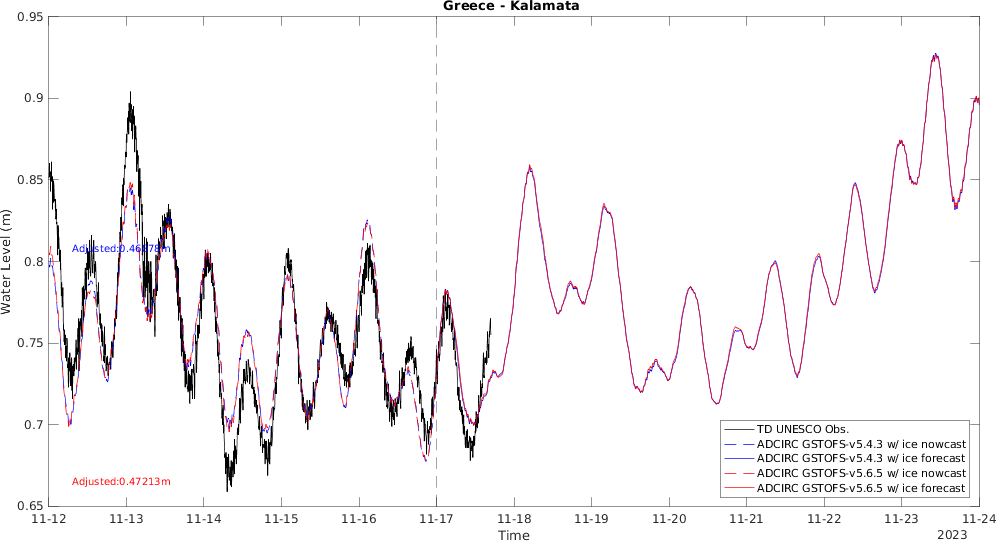 Greece - Kalamata
0.95
0.9
0.85
0.8
0.75
0.7
0.65
Water Level (m)
Adjusted:0.46878m
Adjusted:0.47213m
TD UNESCO Obs.
ADCIRC GSTOFS-v5.4.3 w/ ice nowcast
ADCIRC GSTOFS-v5.4.3 w/ ice forecast
ADCIRC GSTOFS-v5.6.5 w/ ice nowcast
ADCIRC GSTOFS-v5.6.5 w/ ice forecast
11-12 11-13 11-14 11-15 11-16 11-17 11-18 11-19 11-20 11-21 11-22 11-23 11-24
Time
2023